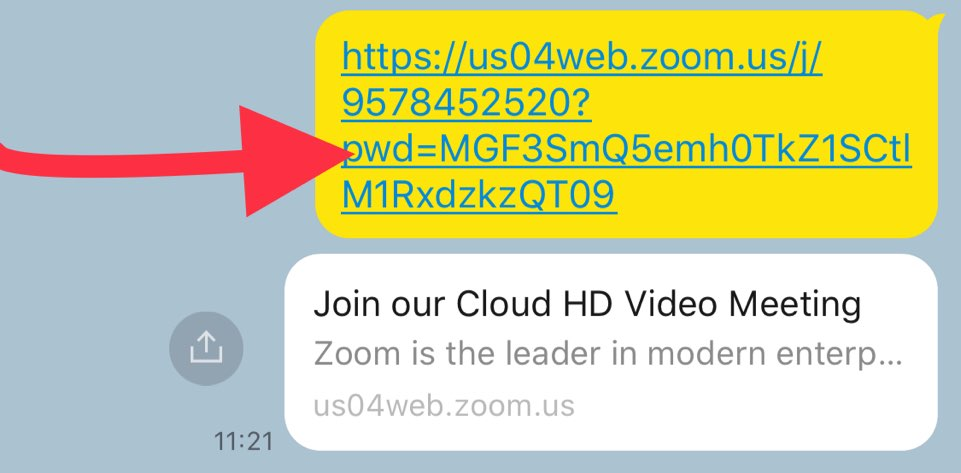 https://us04web.zoom.us/j/
9578452520?
pwd=MGF3SmQ5emh0TkZ1SCtl
M1RxdzkzQT09
Join our Cloud HD Video Meeting
Zoom is the leader in modern enterp...
us04web.zoom.us
11:21